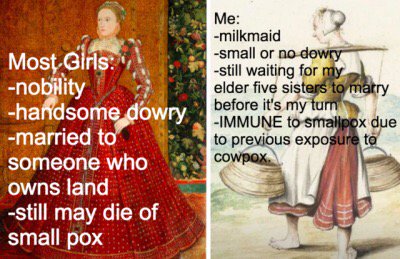 Most Girls:
-nobility
-handsome dowry
-married to
someone who
owns land
-still may die of
small pox
Me:
-milkmaid
-small or no dowry
-still waiting for my
elder five sisters to marry
before it's my turn
-IMMUNE to smallpox due
to previous exposure to
cowpox.